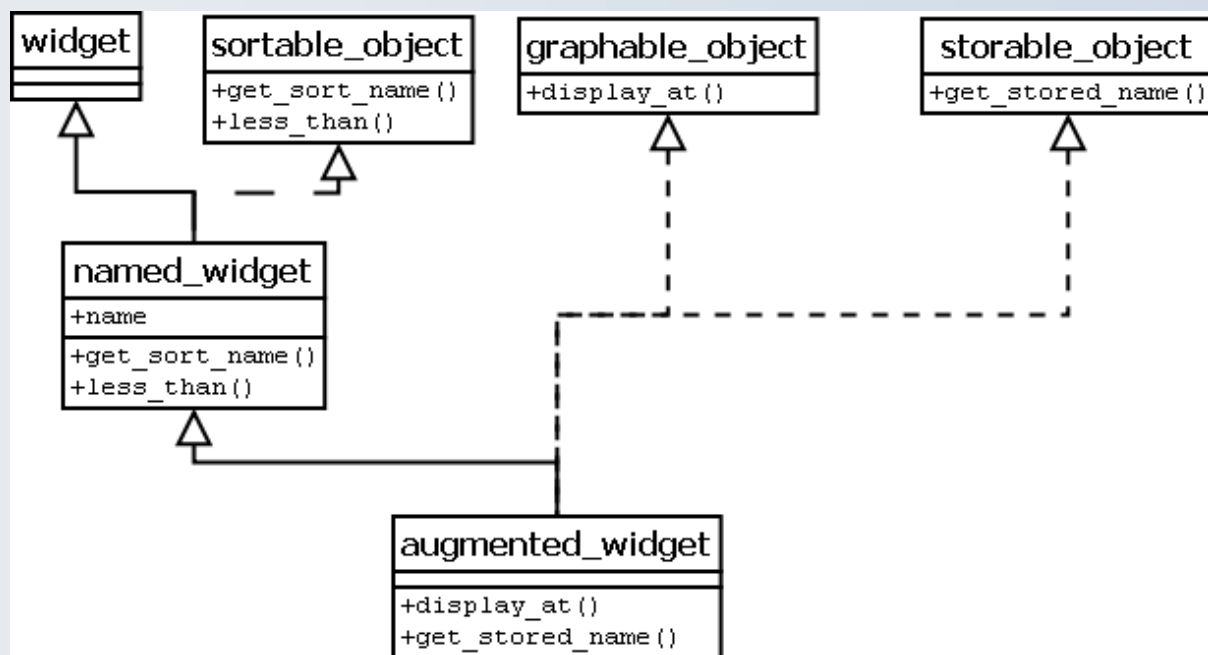 widget
sortable_object
+get_sort_name()
+less_than()
graphable_object
+display_at()
storable_object
+get_stored_name()
named_widget
+name
+get_sort_name()
+less_than()
augmented_widget
+display_at()
+get_stored_name()